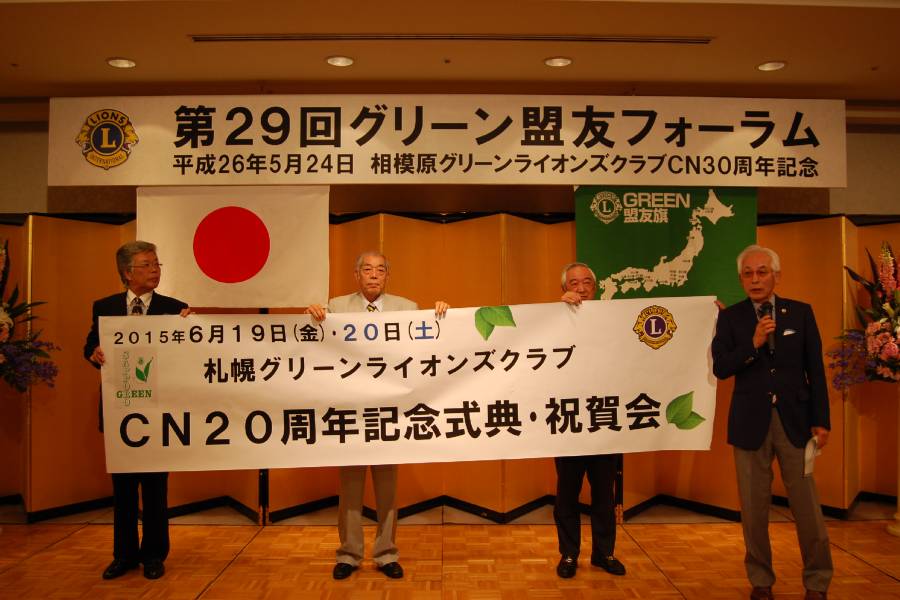 LIONS
L
INTERNATIONAL
第29回グリーン盟友フォーラム
平成26年5月24日 相模原グリーンライオンズクラブCN30周年記念
L
GREEN
盟友旗
2015年6月19日(金)・20日(土)
L
札幌グリーンライオンズクラブ
SAPPORO
GREEN
CN20周年記念式典・祝賀会